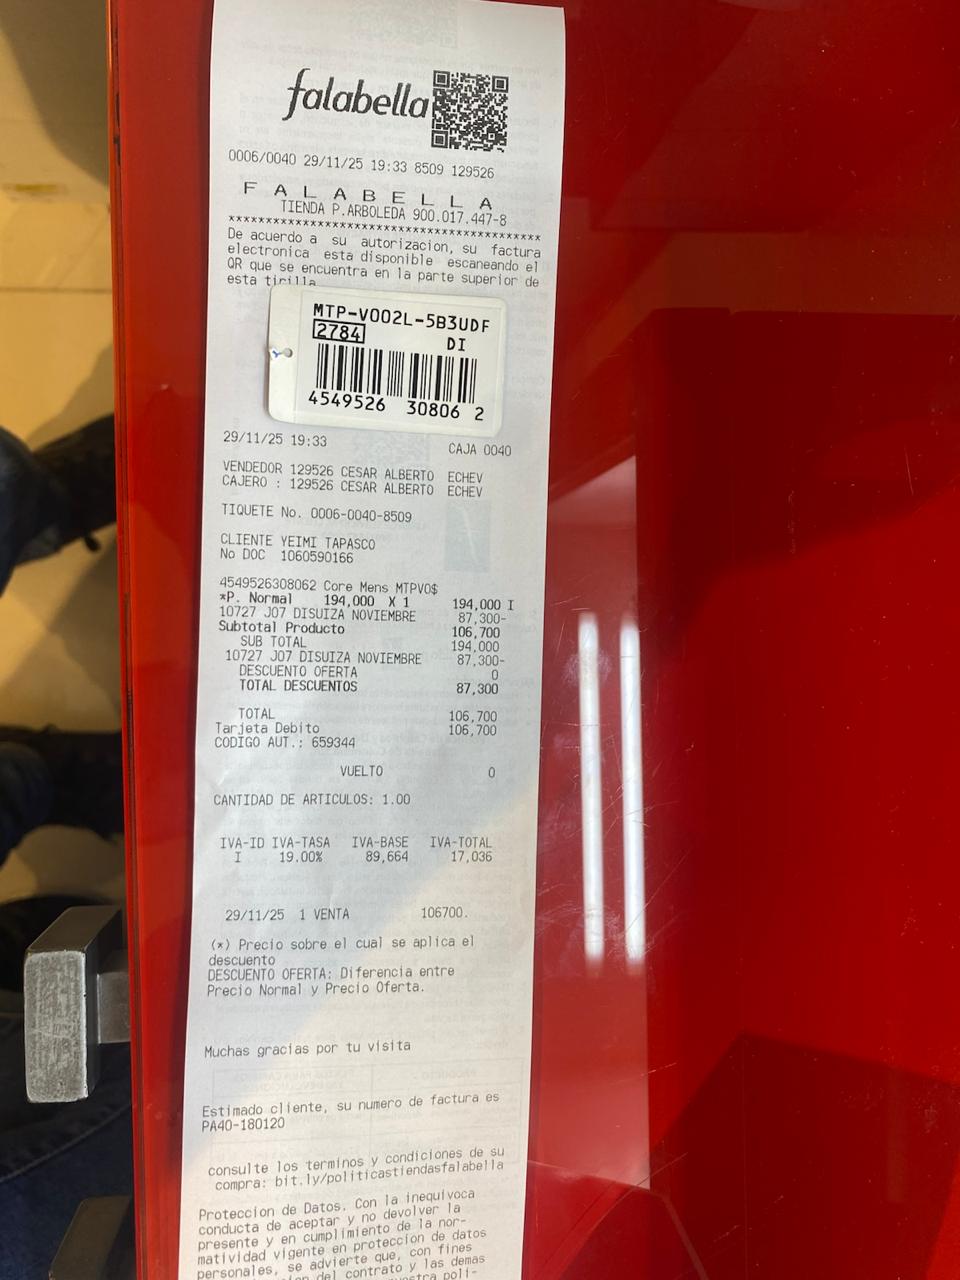 falabella
0006/0040 29/11/25 19:33 8509 129526
F A L A B E L L A
TIENDA P.ARBOLEDA 900.017.447-8
******************************************
De acuerdo a su autorizacion, su factura
electronica esta disponible escaneando el
QR que se encuentra en la parte superior de
esta tirilla
MTP-V002L-5B3UDF
2784 DI
4549526 30806 2
29/11/25 19:33 CAJA 0040
VENDEDOR 129526 CESAR ALBERTO ECHEV
CAJERO : 129526 CESAR ALBERTO ECHEV
TIQUETE No. 0006-0040-8509
CLIENTE YEIMI TAPASCO
No DOC 1060590166
4549526308062 Core Mens MTPV0$
*P. Normal 194,000 X 1 194,000 I
10727 J07 DISUIZA NOVIEMBRE 87,300-
Subtotal Producto 106,700
SUB TOTAL 194,000
10727 J07 DISUIZA NOVIEMBRE 87,300-
DESCUENTO OFERTA 0
TOTAL DESCUENTOS 87,300
TOTAL 106,700
Tarjeta Debito 106,700
CODIGO AUT.: 659344
VUELTO 0
CANTIDAD DE ARTICULOS: 1.00
IVA-ID IVA-TASA IVA-BASE IVA-TOTAL
I 19.00% 89,664 17,036
29/11/25 1 VENTA 106700.
(*) Precio sobre el cual se aplica el
descuento
DESCUENTO OFERTA: Diferencia entre
Precio Normal y Precio Oferta.
Muchas gracias por tu visita
Estimado cliente, su numero de factura es
PA40-180120
consulte los terminos y condiciones de su
compra: bit.ly/politicastiendasfalabella
Proteccion de Datos. Con la inequivoca
conducta de aceptar y no devolver la
presente y en cumplimiento de la nor-
matividad vigente en proteccion de datos
personales, se advierte que, con fines
del contrato y las demas
poli-